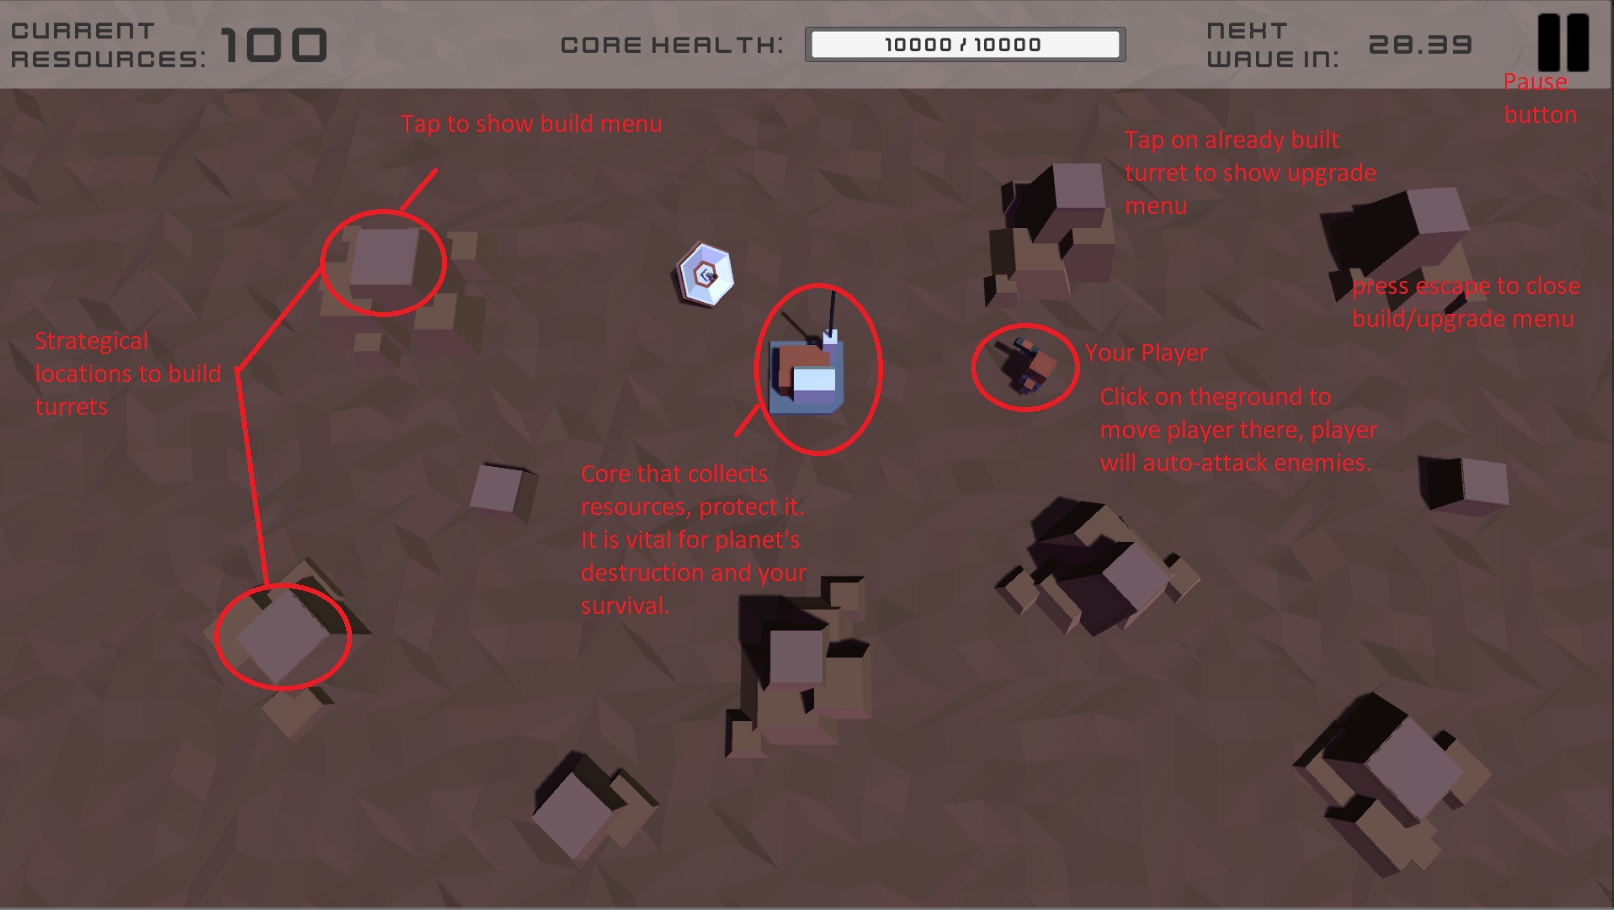 CURRENT
RESOURCES: 100
CORE HEALTH: 10000 / 10000
NEXT
WAVE IN: 28.39
Pause
button
Tap to show build menu
Tap on already built
turret to show upgrade
menu
press escape to close
build/upgrade menu
Strategical
locations to build
turrets
Your Player
Click on theground to
move player there, player
will auto-attack enemies.
Core that collects
resources, protect it.
It is vital for planet's
destruction and your
survival.